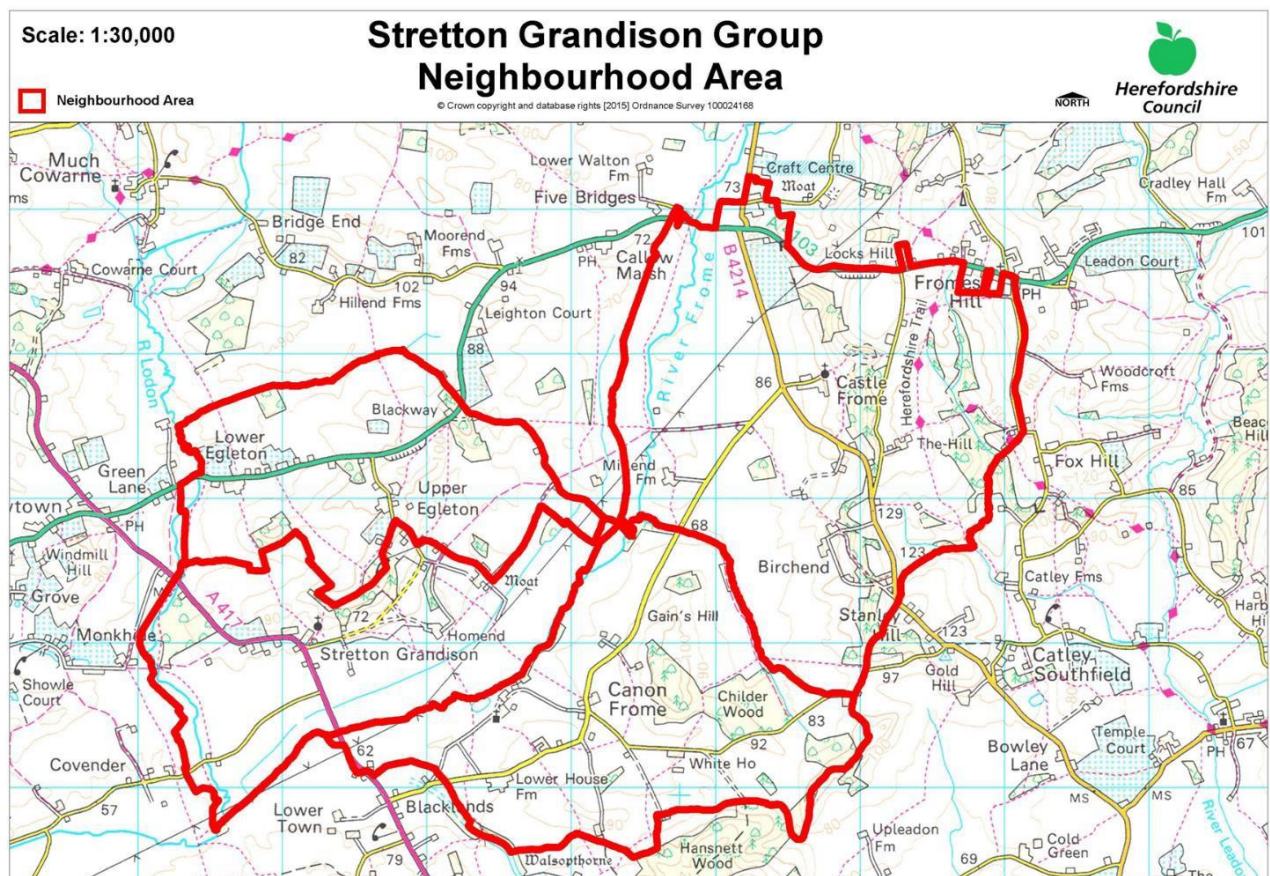 Scale: 1:30,000
Stretton Grandison Group
Neighbourhood Area
Neighbourhood Area
© Crown copyright and database rights [2015] Ordnance Survey 100024168
NORTH
Herefordshire
Council
Much
Cowarne
Lower Walton
Fm
Craft Centre
Moat
73
Five Bridges
Cradley Hall
Fm
Bridge End
Moorend
Fms
72
PH
Callow
Marsh
River Frome
B4214
Locks Hill
Leadon Court
101
Cowarne Court
82
102
94
Hillend Fms
Leighton Court
Fromes
Hill
PH
R Lodon
88
86
Castle
Frome
Herefordshire Trail
Woodcroft
Fms
Blackway
The Hill
Lower
Egleton
Fox Hill
Green
Lane
Upper
Egleton
68
85
PH
129
Windmill
Hill
123
Birchend
Grove
Moat
Catley Fms
A 417
72
Gain's Hill
Stanley
Hill
Homend
123
Stretton Grandison
Catley
Southfield
Showle
Court
97
Gold
Hill
Canon
Frome
Childer
Wood
83
92
Temple
Court
62
White Ho
Bowley
Lane
PH
67
Covender
Lower House
Fm
57
Lower
Town
Blacklands
MS
MS
79
Walsopthorne
Hansnett
Wood
Upleadon
Fm
69
Cold
Green